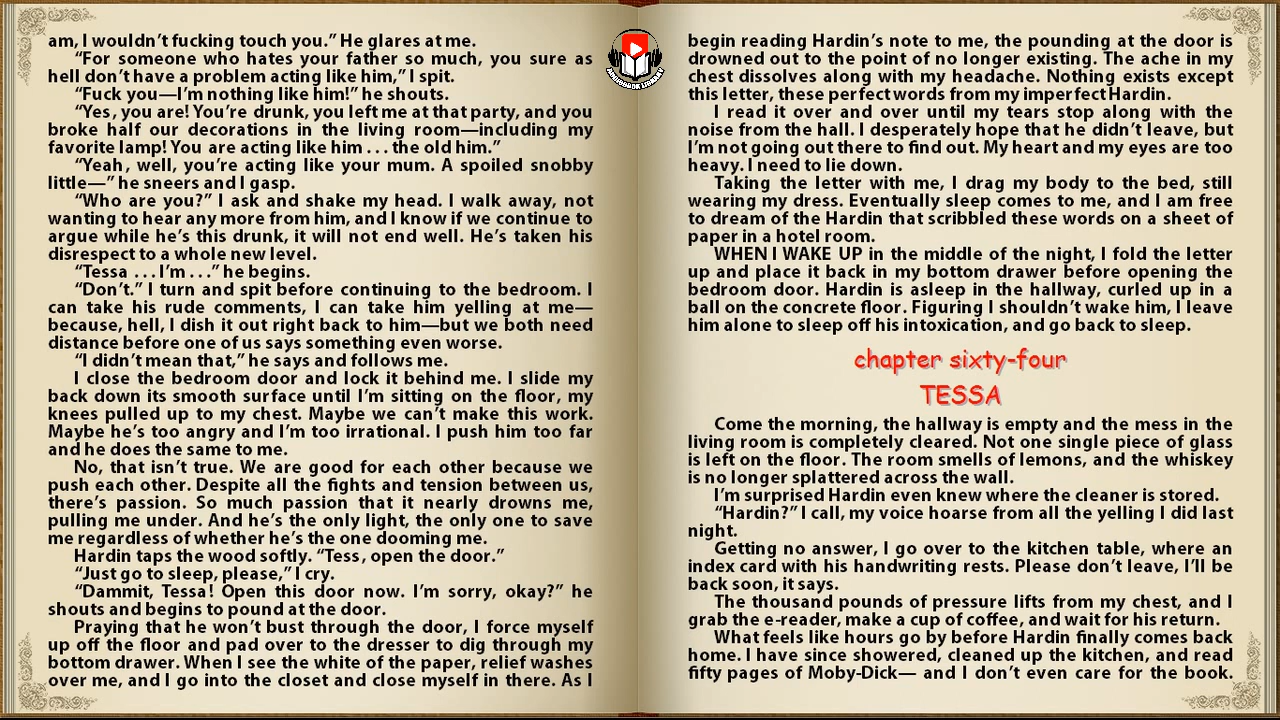 am, I wouldn't fucking touch you." He glares at me.
"For someone who hates your father so much, you sure as
hell don't have a problem acting like him," I spit.
"Fuck you—I'm nothing like him!" he shouts.
"Yes, you are! You're drunk, you left me at that party, and you
broke half our decorations in the living room—including my
favorite lamp! You are acting like him . . . the old him."
"Yeah, well, you're acting like your mum. A spoiled snobby
little—" he sneers and I gasp.
"Who are you?" I ask and shake my head. I walk away, not
wanting to hear any more from him, and I know if we continue to
argue while he's this drunk, it will not end well. He's taken his
disrespect to a whole new level.
"Tessa . . . I'm . . ." he begins.
"Don't." I turn and spit before continuing to the bedroom. I
can take his rude comments, I can take him yelling at me—
because, hell, I dish it out right back to him—but we both need
distance before one of us says something even worse.
"I didn't mean that," he says and follows me.
I close the bedroom door and lock it behind me. I slide my
back down its smooth surface until I'm sitting on the floor, my
knees pulled up to my chest. Maybe we can't make this work.
Maybe he's too angry and I'm too irrational. I push him too far
and he does the same to me.
No, that isn't true. We are good for each other because we
push each other. Despite all the fights and tension between us,
there's passion. So much passion that it nearly drowns me,
pulling me under. And he's the only light, the only one to save
me regardless of whether he's the one dooming me.
Hardin taps the wood softly. "Tess, open the door."
"Just go to sleep, please," I cry.
"Dammit, Tessa! Open this door now. I'm sorry, okay?" he
shouts and begins to pound at the door.
Praying that he won't bust through the door, I force myself
up off the floor and pad over to the dresser to dig through my
bottom drawer. When I see the white of the paper, relief washes
over me, and I go into the closet and close myself in there. As I
AUDIOBOOK LIBRARY
begin reading Hardin's note to me, the pounding at the door is
drowned out to the point of no longer existing. The ache in my
chest dissolves along with my headache. Nothing exists except
this letter, these perfect words from my imperfect Hardin.
I read it over and over until my tears stop along with the
noise from the hall. I desperately hope that he didn't leave, but
I'm not going out there to find out. My heart and my eyes are too
heavy. I need to lie down.
Taking the letter with me, I drag my body to the bed, still
wearing my dress. Eventually sleep comes to me, and I am free
to dream of the Hardin that scribbled these words on a sheet of
paper in a hotel room.
WHEN I WAKE UP in the middle of the night, I fold the letter
up and place it back in my bottom drawer before opening the
bedroom door. Hardin is asleep in the hallway, curled up in a
ball on the concrete floor. Figuring I shouldn't wake him, I leave
him alone to sleep off his intoxication, and go back to sleep.
chapter sixty-four
TESSA
Come the morning, the hallway is empty and the mess in the
living room is completely cleared. Not one single piece of glass
is left on the floor. The room smells of lemons, and the whiskey
is no longer splattered across the wall.
I'm surprised Hardin even knew where the cleaner is stored.
"Hardin?" I call, my voice hoarse from all the yelling I did last
night.
Getting no answer, I go over to the kitchen table, where an
index card with his handwriting rests. Please don't leave, I'll be
back soon, it says.
The thousand pounds of pressure lifts from my chest, and I
grab the e-reader, make a cup of coffee, and wait for his return.
What feels like hours go by before Hardin finally comes back
home. I have since showered, cleaned up the kitchen, and read
fifty pages of Moby-Dick— and I don't even care for the book.